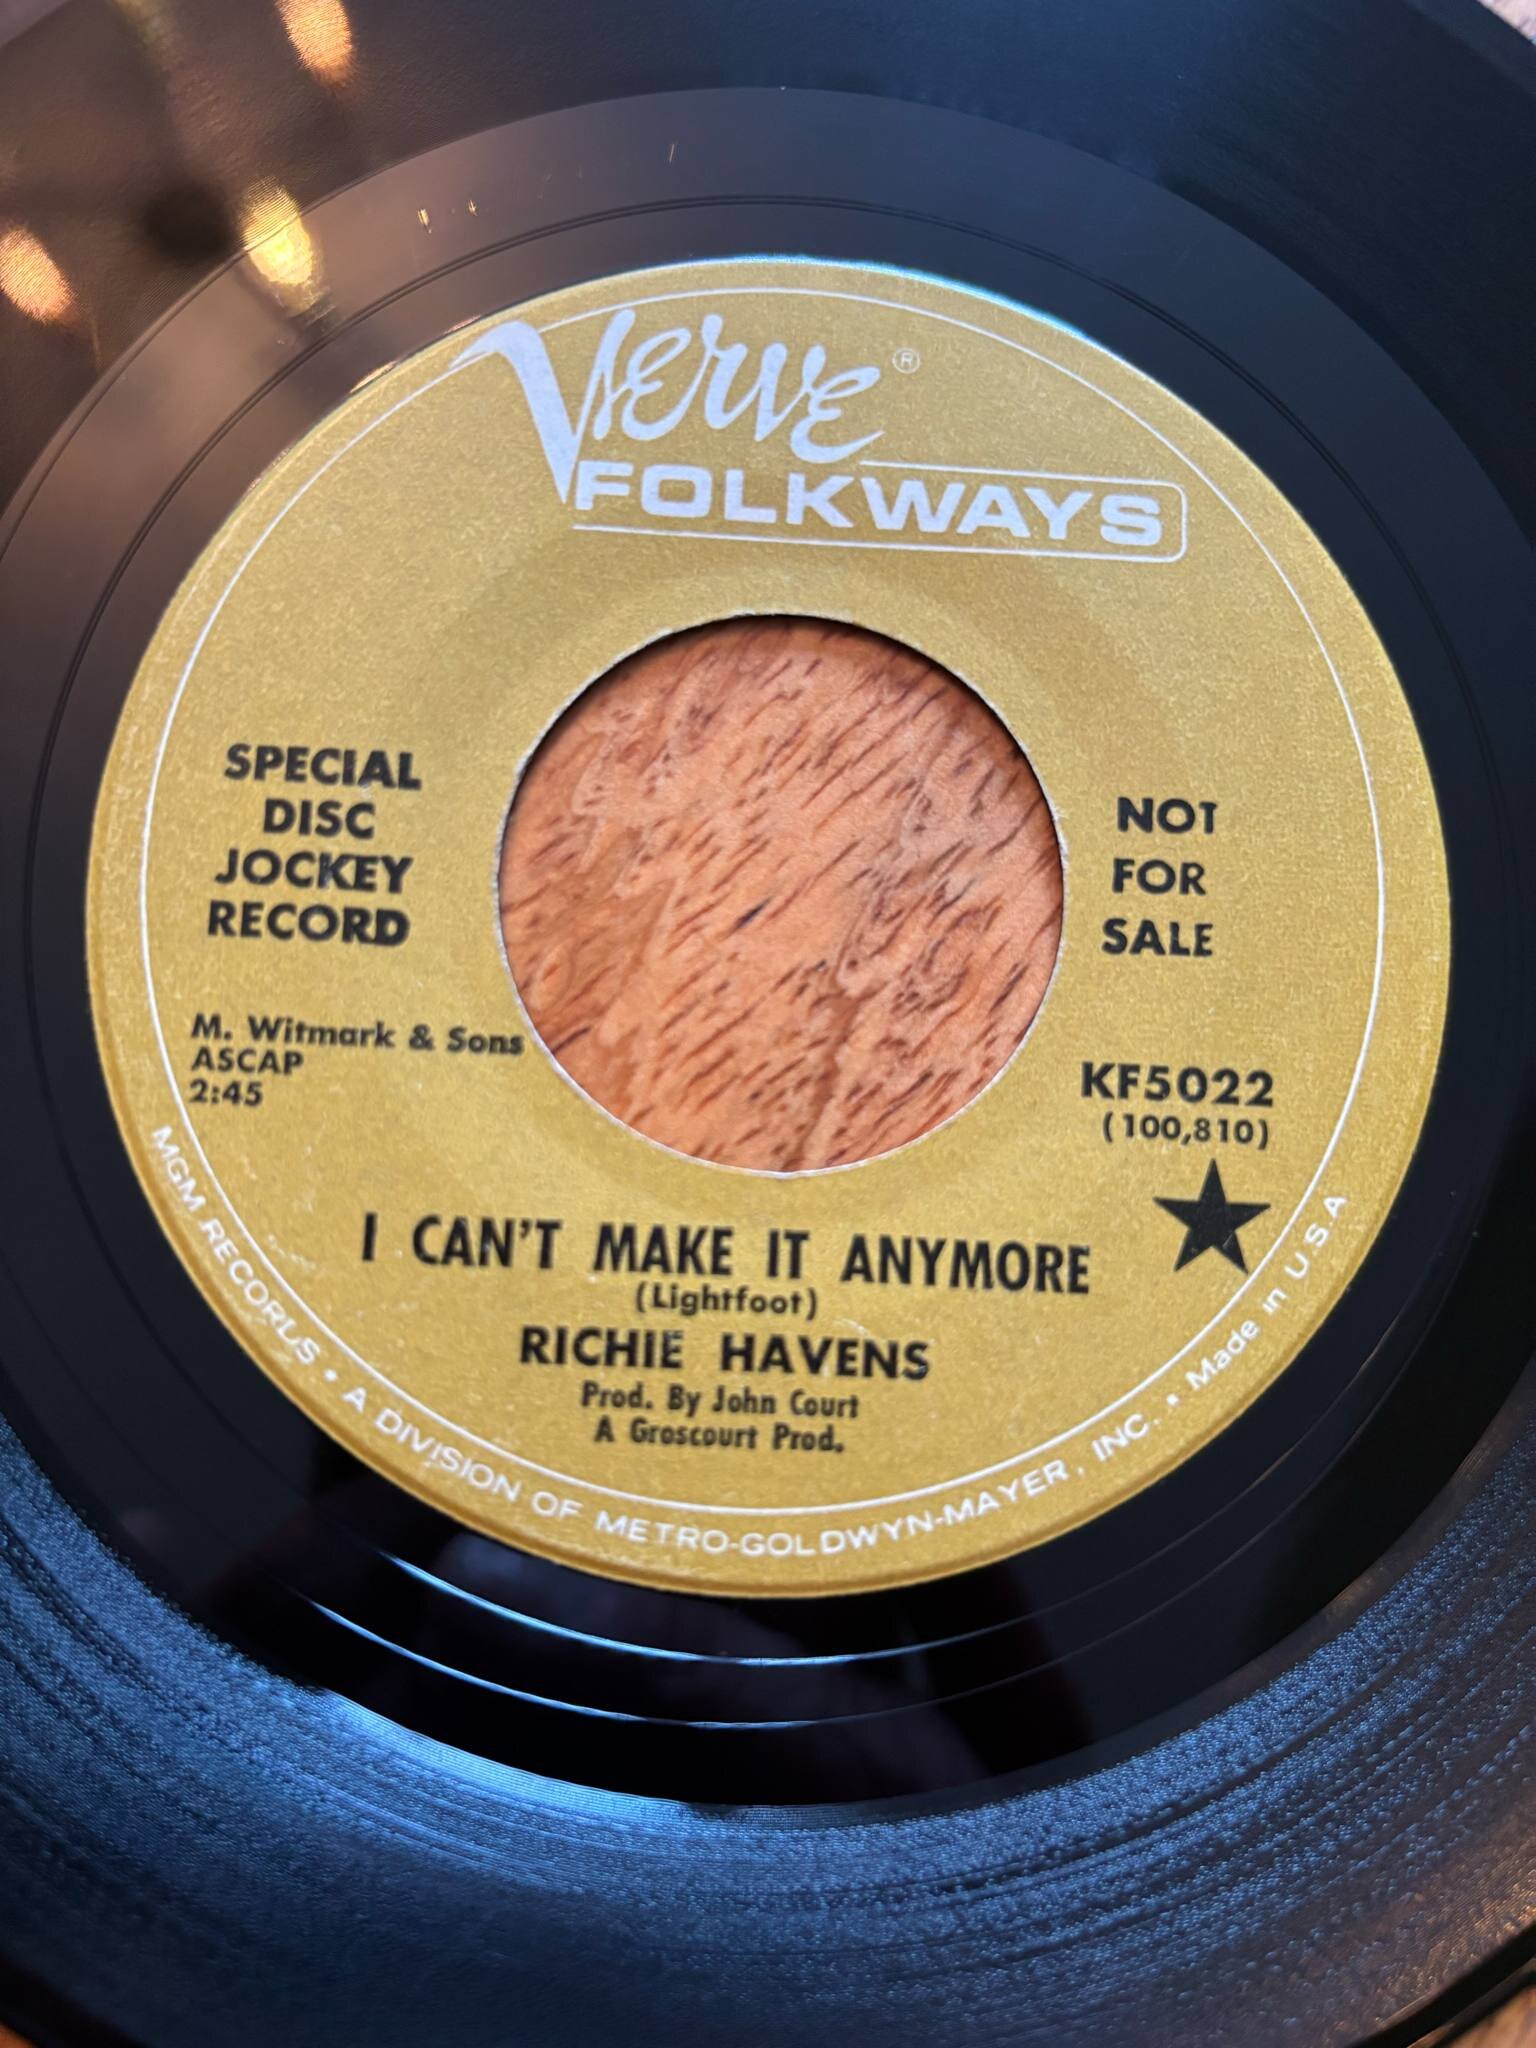 Verve ®
FOLKWAYS
SPECIAL
DISC
JOCKEY
RECORD
NOT
FOR
SALE
M. Witmark & Sons
ASCAP
2:45
KF5022
(100,810)
I CAN'T MAKE IT ANYMORE
(Lightfoot)
RICHIE HAVENS
Prod. By John Court
A Groscourt Prod.
MGM RECORDS • A DIVISION OF METRO-GOLDWYN-MAYER, INC. • Made in U.S.A